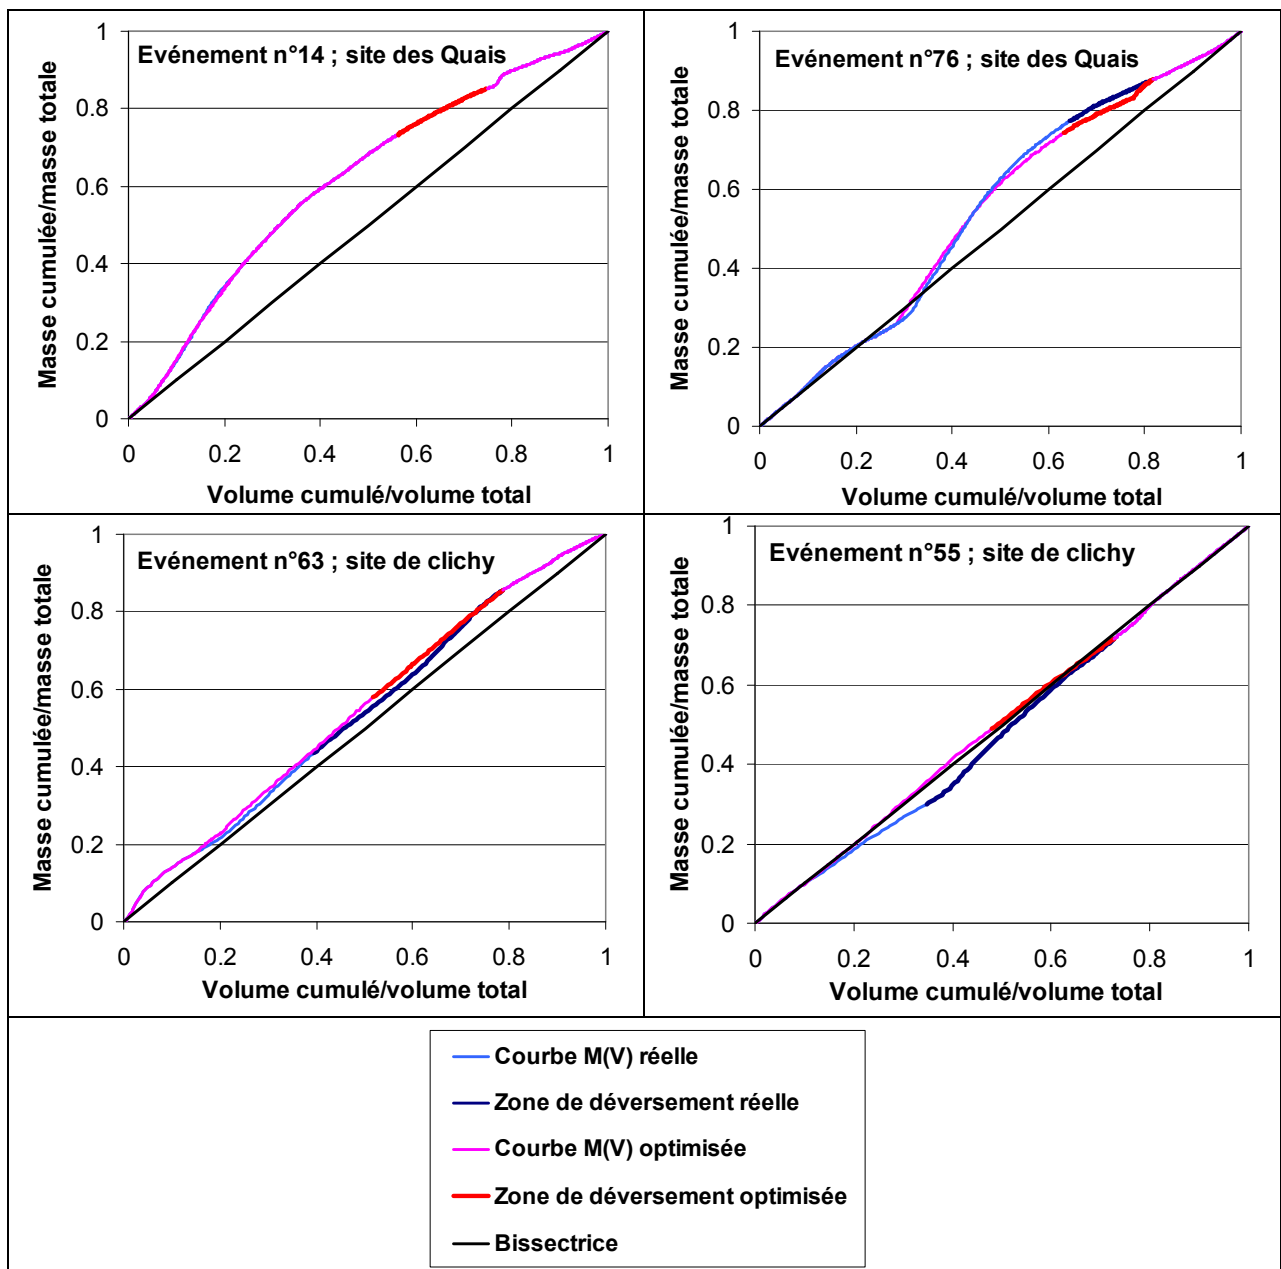 Evénement n°14 ; site des Quais
Masse cumulée/masse totale
1
0.8
0.6
0.4
0.2
0
0 0.2 0.4 0.6 0.8 1
Volume cumulé/volume total
Evénement n°76 ; site des Quais
Masse cumulée/masse totale
1
0.8
0.6
0.4
0.2
0
0 0.2 0.4 0.6 0.8 1
Volume cumulé/volume total
Evénement n°63 ; site de clichy
Masse cumulée/masse totale
1
0.8
0.6
0.4
0.2
0
0 0.2 0.4 0.6 0.8 1
Volume cumulé/volume total
Evénement n°55 ; site de clichy
Masse cumulée/masse totale
1
0.8
0.6
0.4
0.2
0
0 0.2 0.4 0.6 0.8 1
Volume cumulé/volume total
Courbe M(V) réelle
Zone de déversement réelle
Courbe M(V) optimisée
Zone de déversement optimisée
Bissectrice